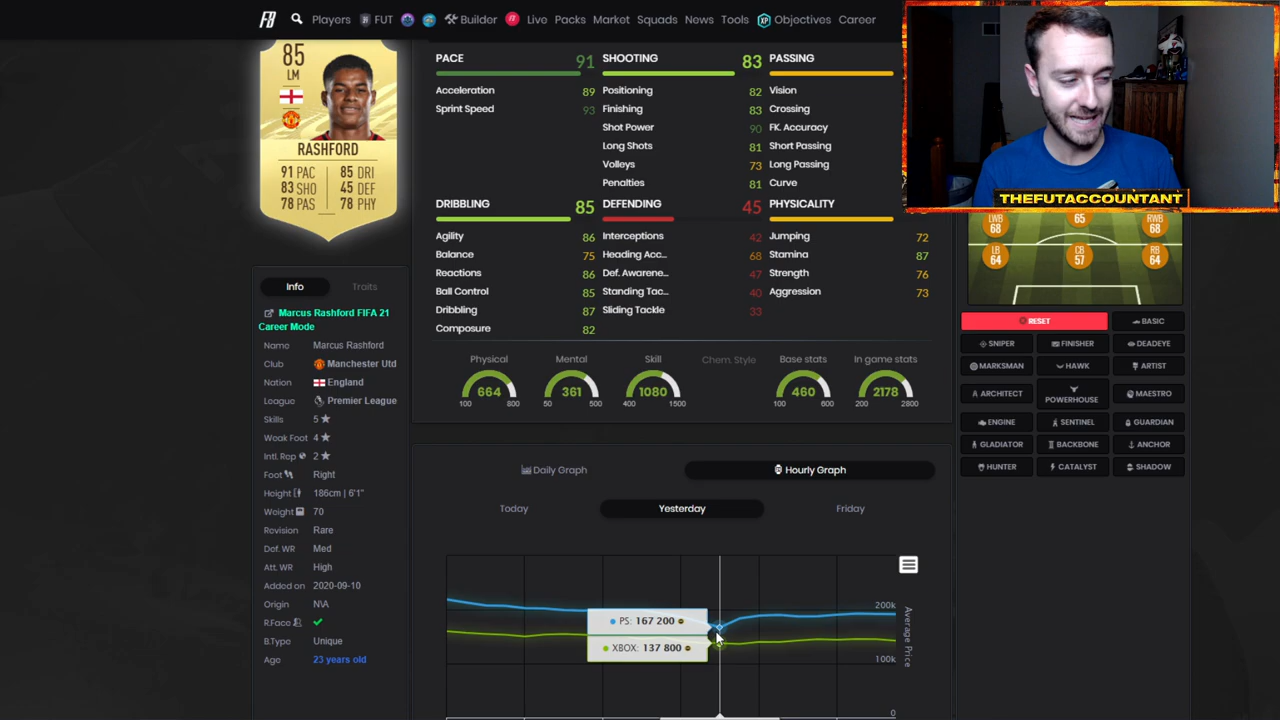 F8 Players FUT Builder Live Packs Market Squads News Tools XP Objectives Career
THEFUTACCOUNTANT
85
LM
RASHFORD
91 PAC 85 DRI
83 SHO 45 DEF
78 PAS 78 PHY
PACE 91
Acceleration 89
Sprint Speed 93
SHOOTING 83
Positioning 82
Finishing 83
Shot Power 90
Long Shots 81
Volleys 73
Penalties 81
PASSING
Vision
Crossing
FK. Accuracy
Short Passing
Long Passing
Curve
DRIBBLING 85
Agility 86
Balance 75
Reactions 86
Ball Control 85
Dribbling 87
Composure 82
DEFENDING 45
Interceptions 42
Heading Acc... 68
Def. Awarene... 47
Standing Tac... 40
Sliding Tackle 33
PHYSICALITY
Jumping 72
Stamina 87
Strength 76
Aggression 73
LWB 68
65
RWB 68
LB 64
CB 57
RB 64
Info Traits
Marcus Rashford FIFA 21
Career Mode
Name Marcus Rashford
Club Manchester Utd
Nation England
League Premier League
Skills 5
Weak Foot 4
Intl. Rep 2
Foot Right
Height 186cm | 6'1"
Weight 70
Revision Rare
Def. WR Med
Att. WR High
Added on 2020-09-10
Origin N\A
R.Face
B.Type Unique
Age 23 years old
Physical 664 100 800
Mental 361 50 500
Skill 1080 400 1500
Chem. Style
Base stats 460 100 600
In game stats 2178 200 2800
RESET BASIC
SNIPER FINISHER DEADEYE
MARKSMAN HAWK ARTIST
ARCHITECT POWERHOUSE MAESTRO
ENGINE SENTINEL GUARDIAN
GLADIATOR BACKBONE ANCHOR
HUNTER CATALYST SHADOW
Daily Graph Hourly Graph
Today Yesterday Friday
PS: 167 200
XBOX: 137 800
200k
100k
0
Average Price